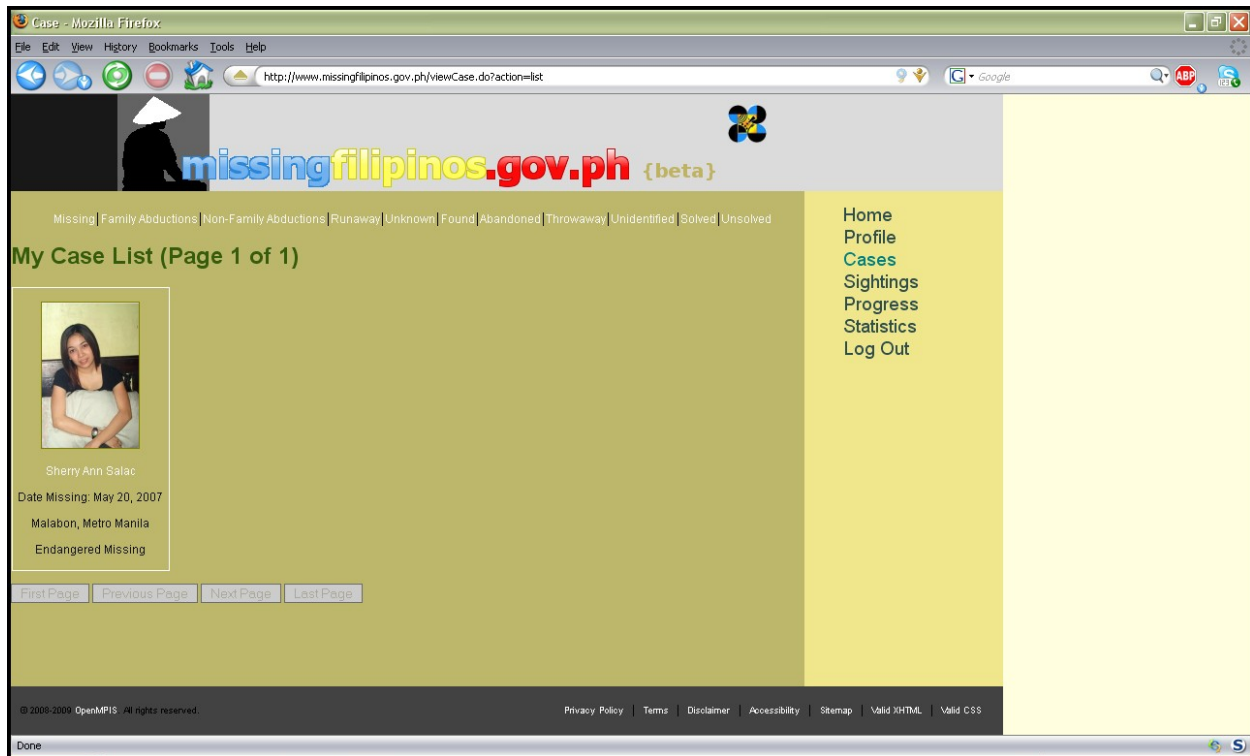 Case - Mozilla Firefox
File Edit View History Bookmarks Tools Help
http://www.missingfilipinos.gov.ph/viewCase.do?action=list
G Google
ABP
missingfilipinos.gov.ph {beta}
Missing|Family Abductions|Non-Family Abductions|Runaway|Unknown|Found|Abandoned|Throwaway|Unidentified|Solved|Unsolved
My Case List (Page 1 of 1)
Sherry Ann Salac
Date Missing: May 20, 2007
Malabon, Metro Manila
Endangered Missing
First Page Previous Page Next Page Last Page
Home
Profile
Cases
Sightings
Progress
Statistics
Log Out
© 2008-2009 OpenMPIS. All rights reserved.
Privacy Policy | Terms | Disclaimer | Accessibility | Sitemap | Valid XHTML | Valid CSS
Done